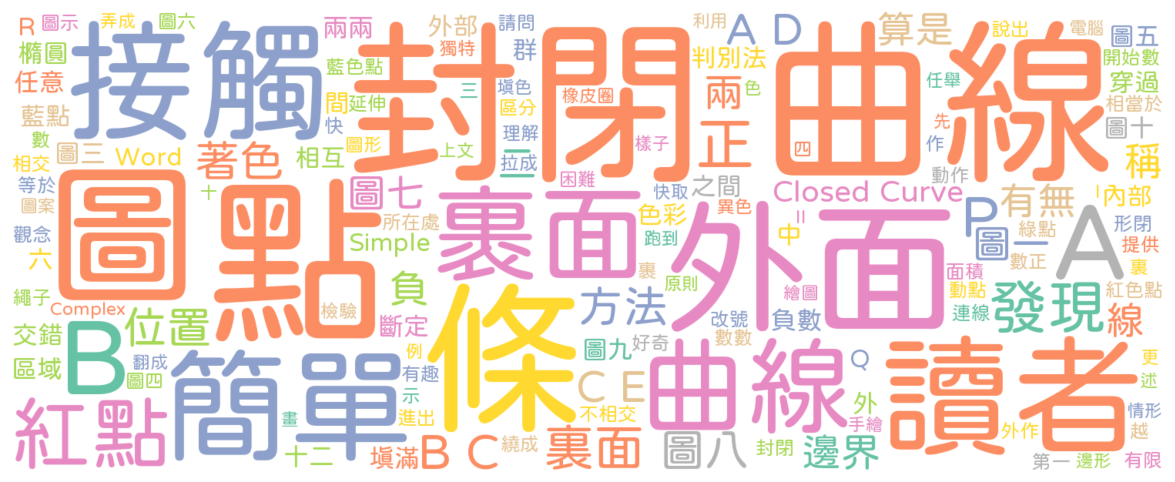 R 圖示 弄成 圖六 兩兩 外部 請問 利用 A D 算是 電腦 說出 圖五
橢圓 接觸 封閉 獨特 群 判別法 曲線 開始數
任意 藍色點 三 填色 橡皮圈 兩 色 任舉 穿過
藍點 間 延伸 區分 相當於
數 快 理解 正 先 圖十
圖三 Word 著色 相互 圖形 上文 二 樣子 四 作 稱
相交 拉成 動作
等於 十 圖七 困難 快取 之間 Closed Curve 內部
圖案 圖 點 所在處 裏面 色彩 異色 外面 II 有無 P A 形閉
觀念 Simple 跑到 中 圖一 綠點 提供
六 負 裏 數正 面積 裏
繩子 原則 繪圖 動點 紅色點
Complex 檢驗 條 方法 改號 負數 連線 發現 線
交錯 B 位置 斷定 數數
區域 翻成 例 圖九 好奇 曲線 Q 讀者 更
圖四 簡單 有趣 C E 述
紅點 示 不相交 外 情形
畫 進出 手繪 外作 越
十二 填滿 B C 繞成 裏面 圖八 封閉 邊界 第一 邊形 有限